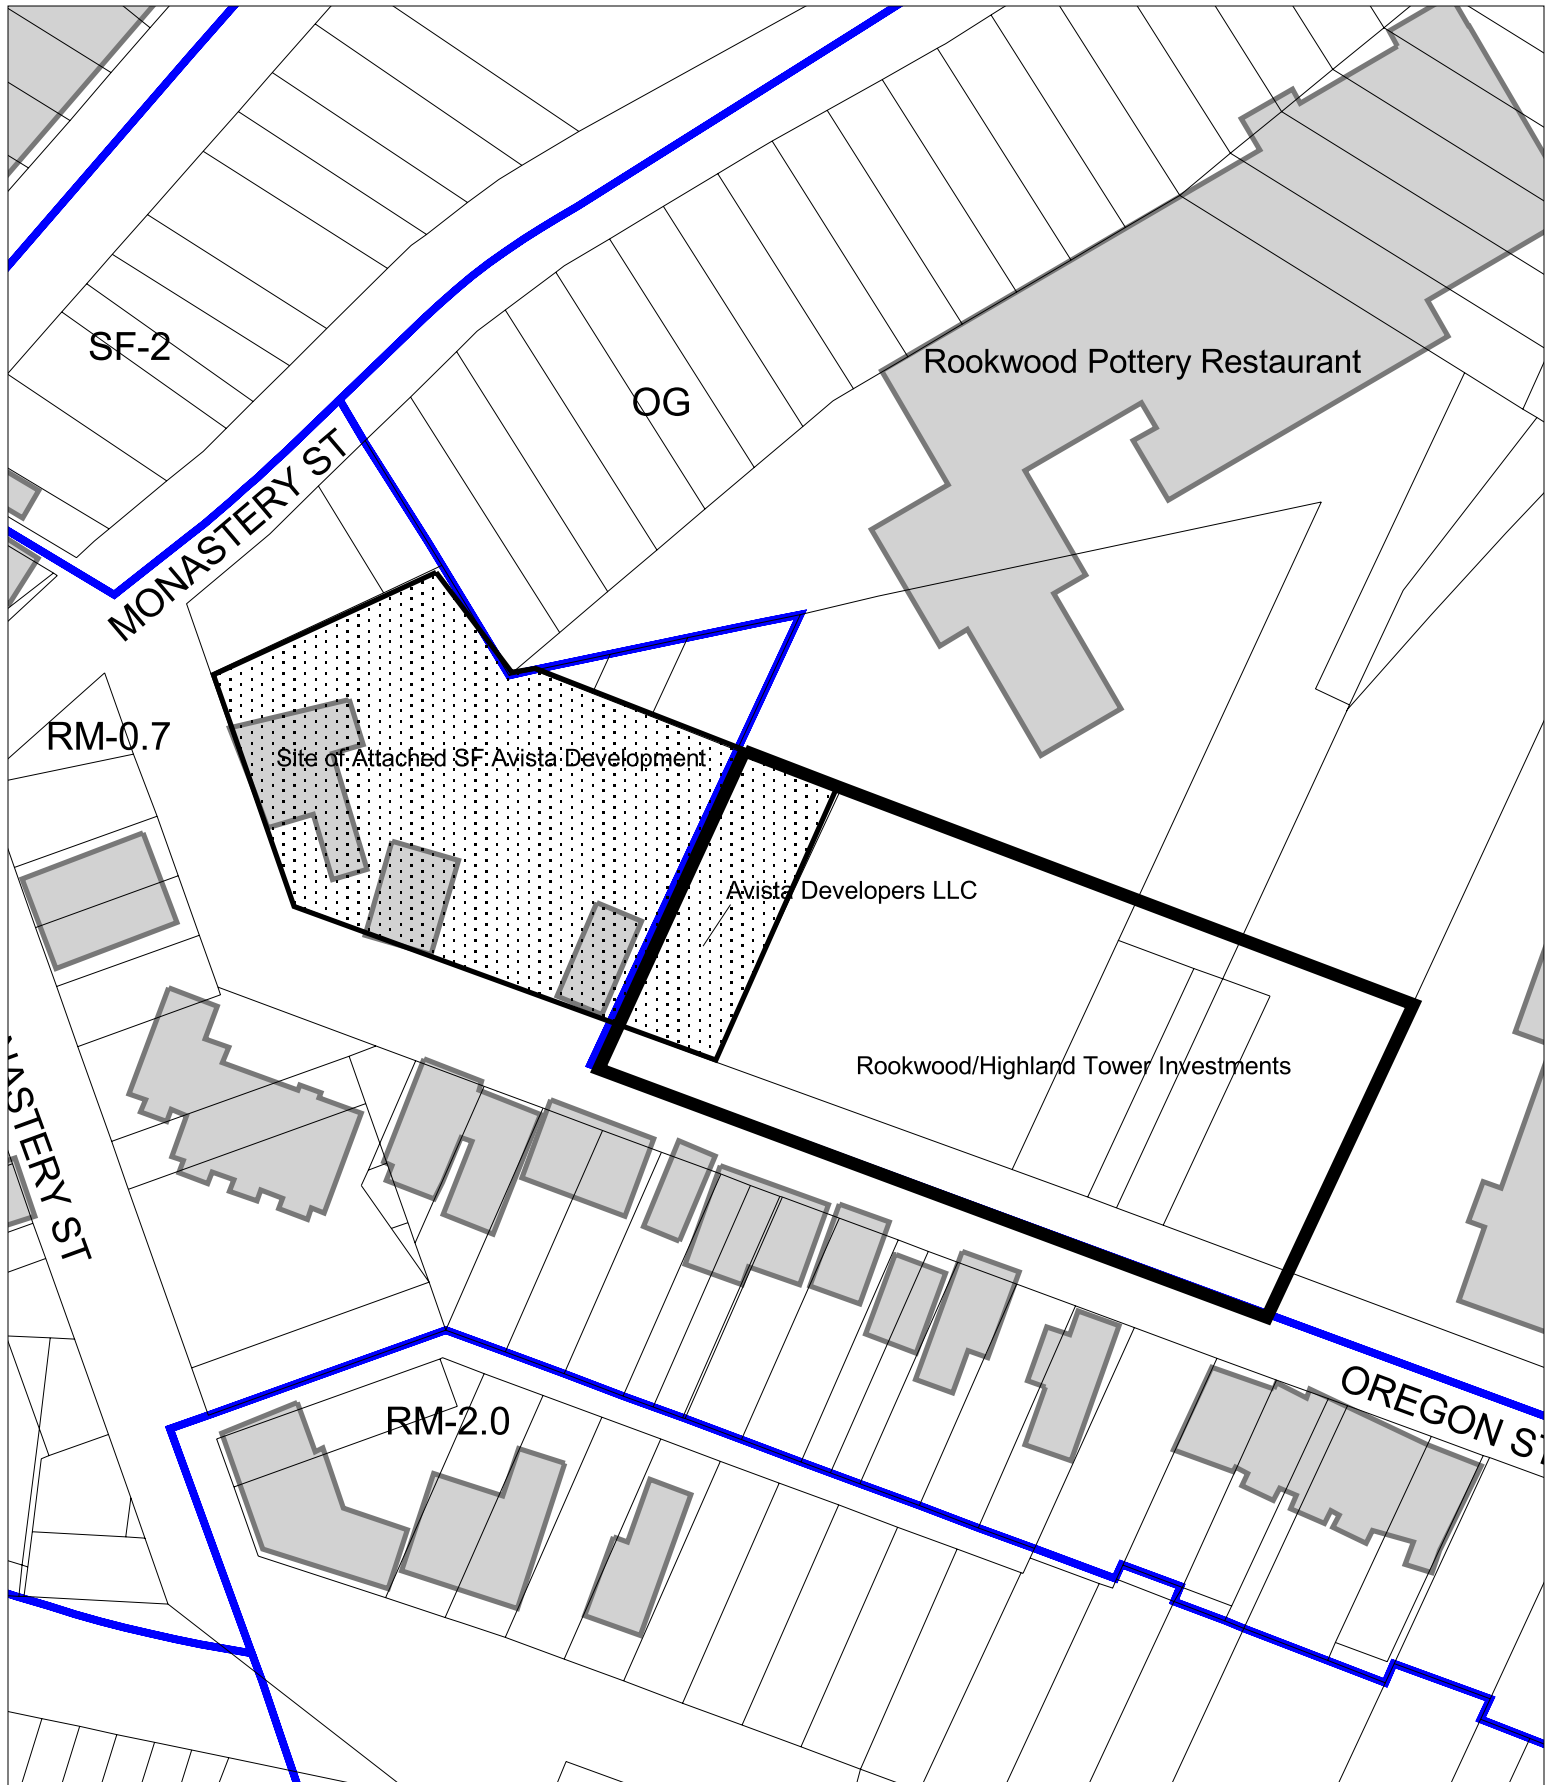 SF-2
Rookwood Pottery Restaurant
OG
MONASTERY ST
RM-0.7
Site of Attached SF Avista Development
Avista Developers LLC
Rookwood/Highland Tower Investments
NASTERY ST
OREGON ST
RM-2.0